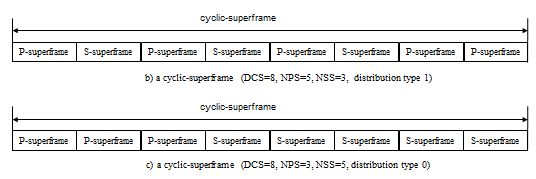 cyclic-superframe
P-superframe S-superframe P-superframe S-superframe P-superframe S-superframe P-superframe P-superframe
b) a cyclic-superframe (DCS=8, NPS=5, NSS=3, distribution type 1)
cyclic-superframe
P-superframe P-superframe P-superframe S-superframe S-superframe S-superframe S-superframe S-superframe
c) a cyclic-superframe (DCS=8, NPS=3, NSS=5, distribution type 0)